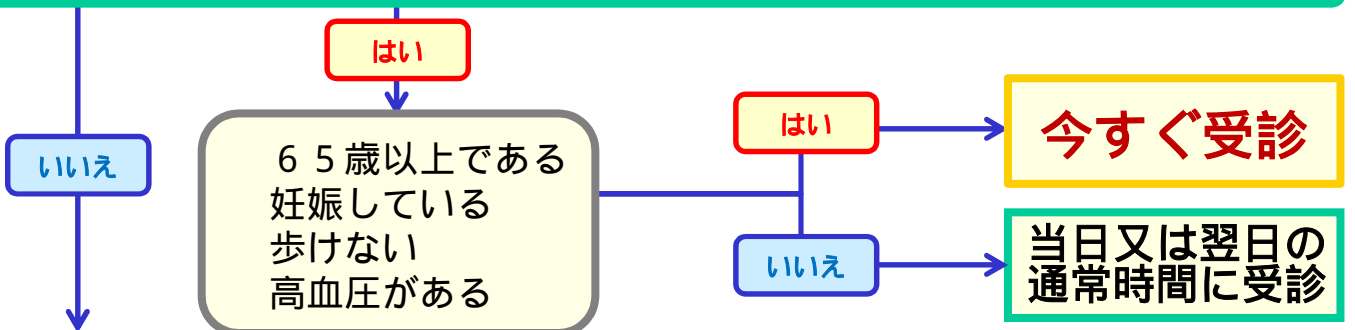 はい
いいえ
６５歳以上である
妊娠している
歩けない
高血圧がある
はい
今すぐ受診
いいえ
当日又は翌日の
通常時間に受診